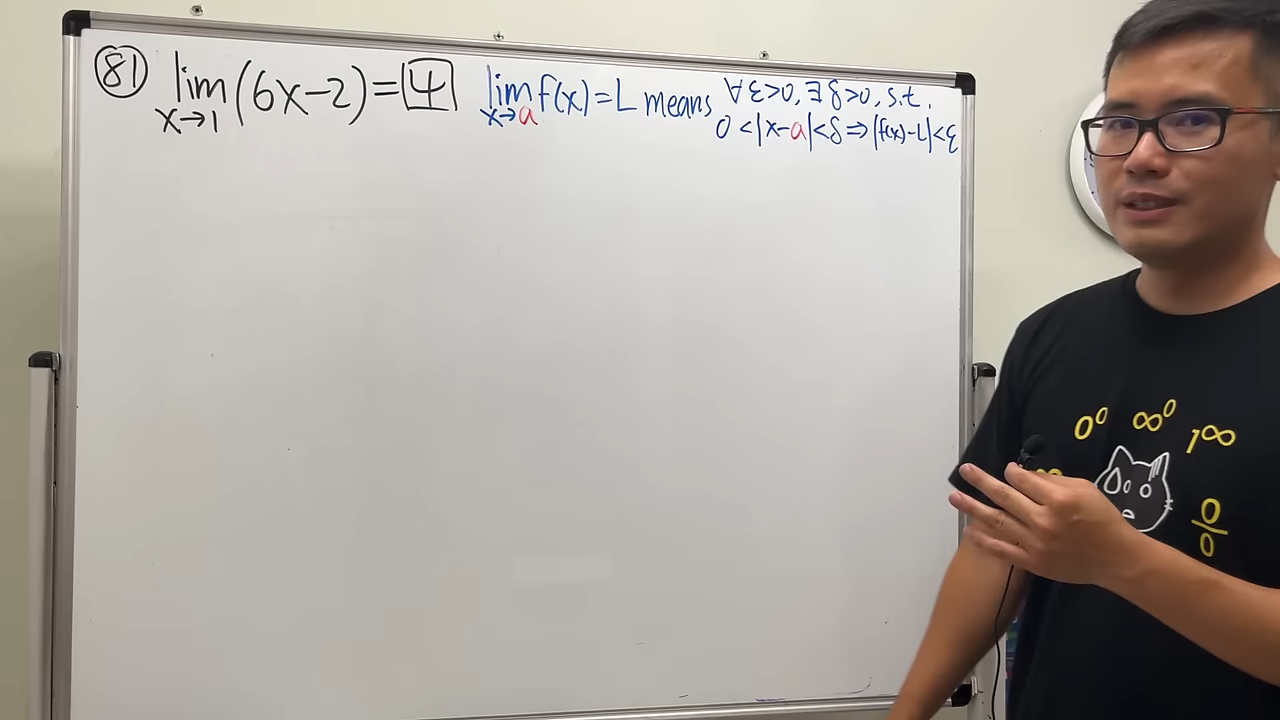 81 lim x→1 (6x-2) = 4
lim x→a f(x) = L means ∀ε>0, ∃δ>0, s.t.
0<|x-a|<δ ⇒ |f(x)-L|<ε
0⁰ ∞⁰ 1^∞
0/0